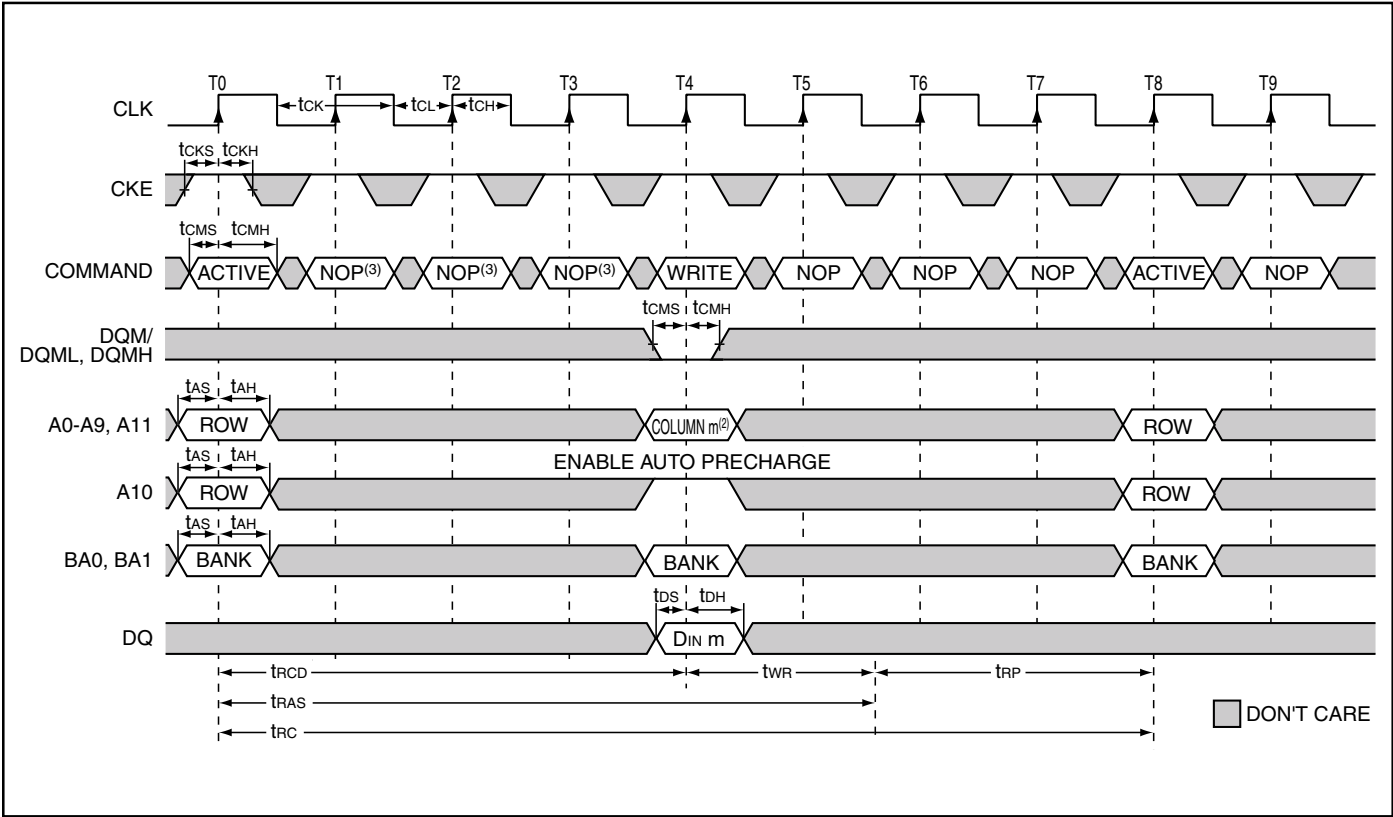 T0 T1 T2 T3 T4 T5 T6 T7 T8 T9
CLK tCK tCL tCH
tCKS tCKH
CKE
tCMS tCMH
COMMAND ACTIVE NOP(3) NOP(3) NOP(3) WRITE NOP NOP NOP ACTIVE NOP
tCMS tCMH
DQM/
DQML, DQMH
tAS tAH
A0-A9, A11 ROW COLUMN m(2) ROW
ENABLE AUTO PRECHARGE
tAS tAH
A10 ROW ROW
tAS tAH
BA0, BA1 BANK BANK BANK
tDS tDH
DQ DIN m
tRCD tWR tRP
tRAS
DON'T CARE
tRC